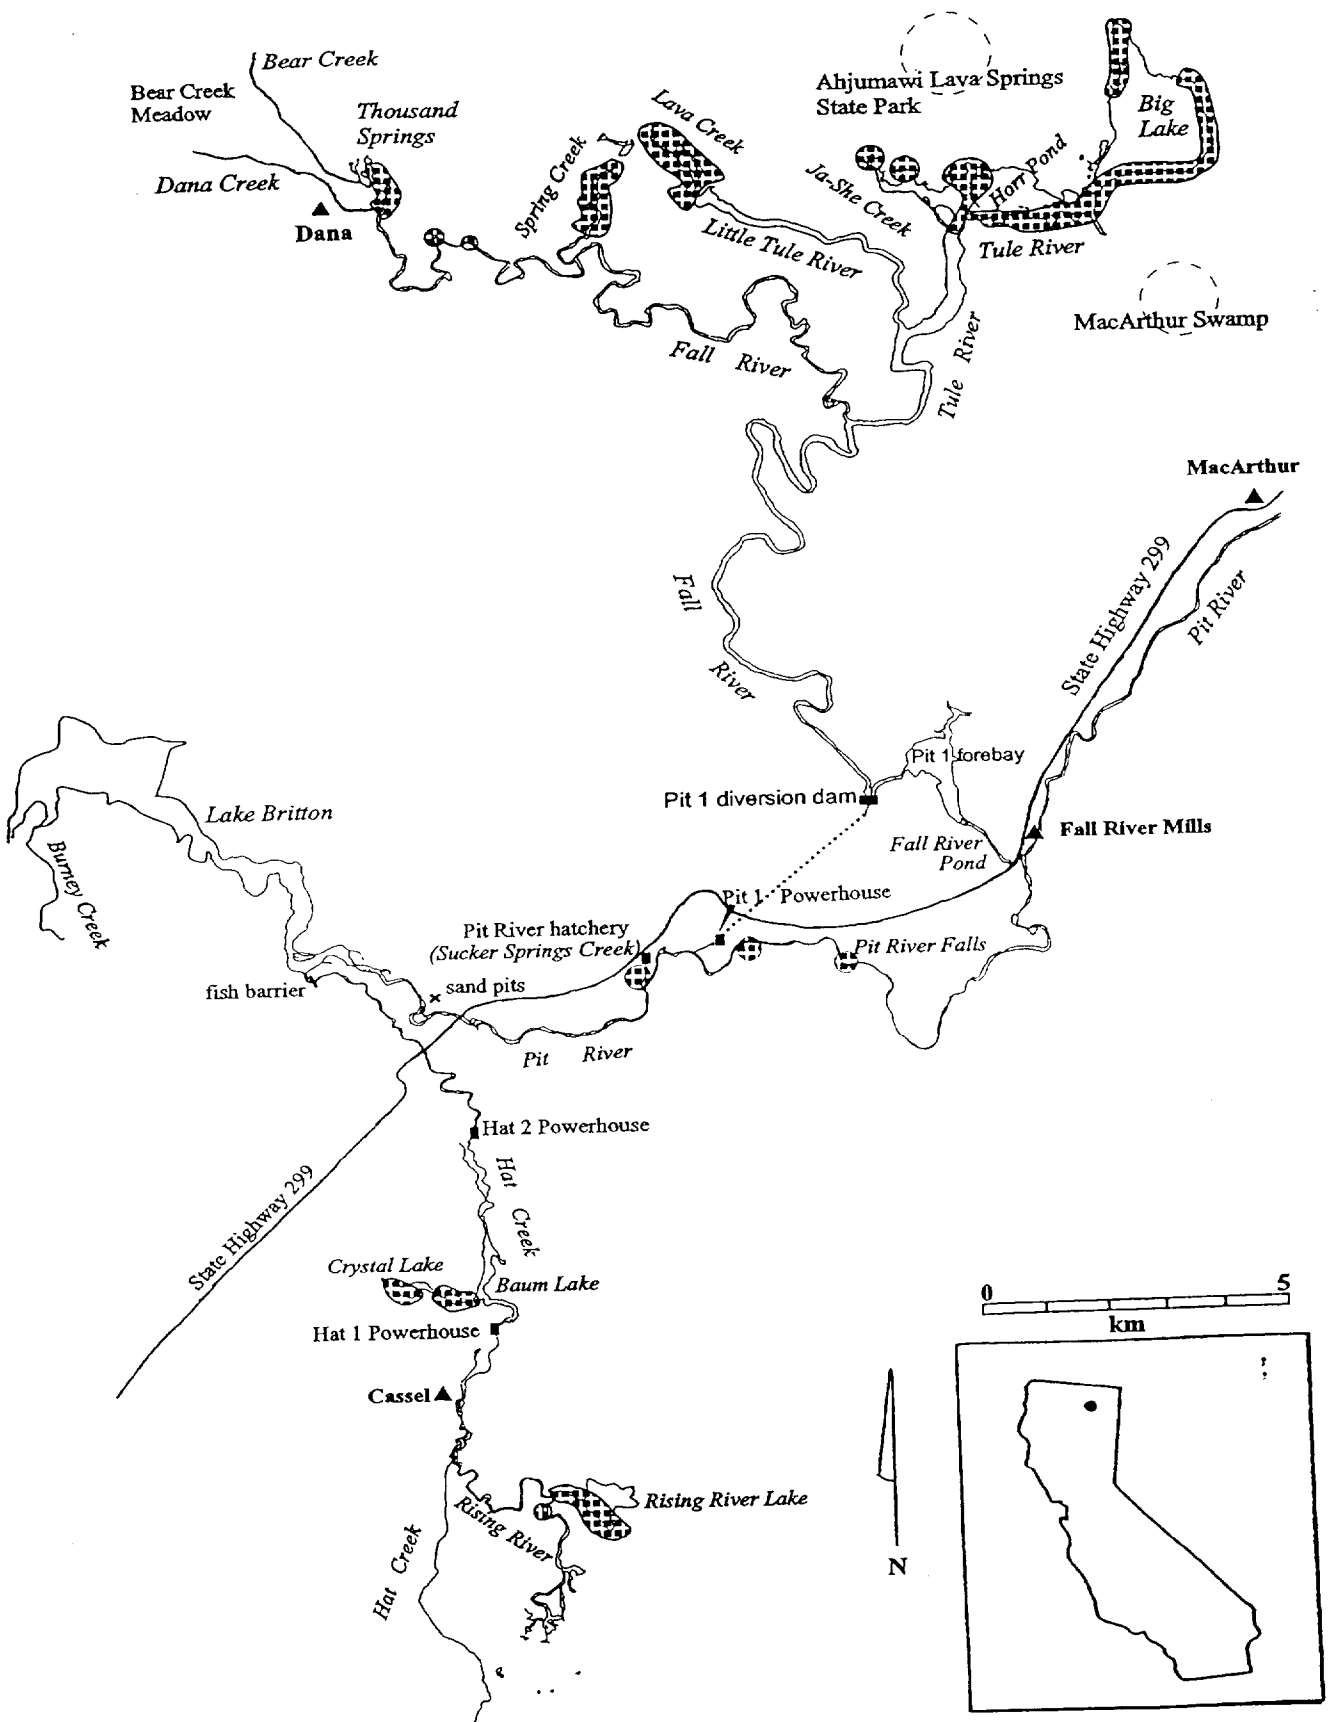 Bear Creek
Bear Creek
Meadow
Thousand
Springs
Dana Creek
Dana
Spring Creek
Lava Creek
Ahjumawi Lava Springs
State Park
Big
Lake
Horr Pond
Ja-She Creek
Little Tule River
Tule River
MacArthur Swamp
Fall River
Tule River
MacArthur
State Highway 299
Pit River
Fall
River
Pit 1 forebay
Pit 1 diversion dam
Fall River Mills
Fall River
Pond
Lake Britton
Burney Creek
Pit 1 Powerhouse
Pit River hatchery
(Sucker Springs Creek)
Pit River Falls
sand pits
fish barrier
Pit River
Hat 2 Powerhouse
Hat Creek
State Highway 299
Crystal Lake
Baum Lake
Hat 1 Powerhouse
Cassel
Rising River Lake
Rising River
Hat Creek
0 5
km
N